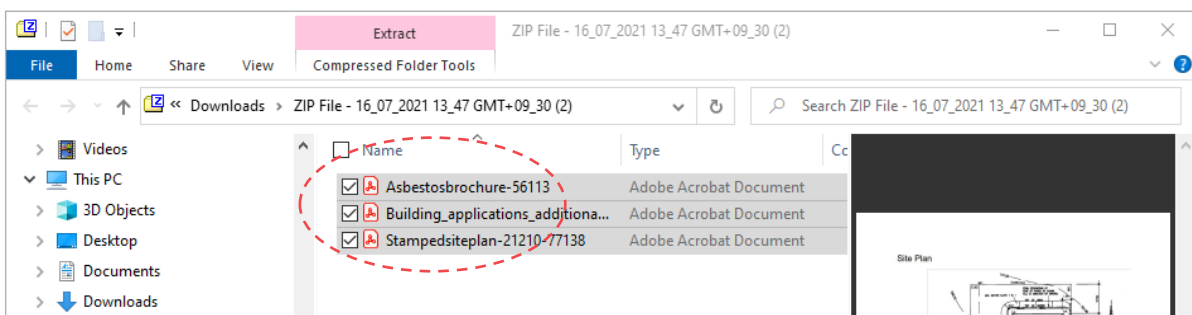 Extract
ZIP File - 16_07_2021 13_47 GMT+09_30 (2)
File Home Share View Compressed Folder Tools
« Downloads > ZIP File - 16_07_2021 13_47 GMT+09_30 (2)
Search ZIP File - 16_07_2021 13_47 GMT+09_30 (2)
Videos
This PC
3D Objects
Desktop
Documents
Downloads
Name Type Cc
Asbestosbrochure-56113 Adobe Acrobat Document
Building_applications_additiona... Adobe Acrobat Document
Stampedsiteplan-21210-77138 Adobe Acrobat Document
Site Plan